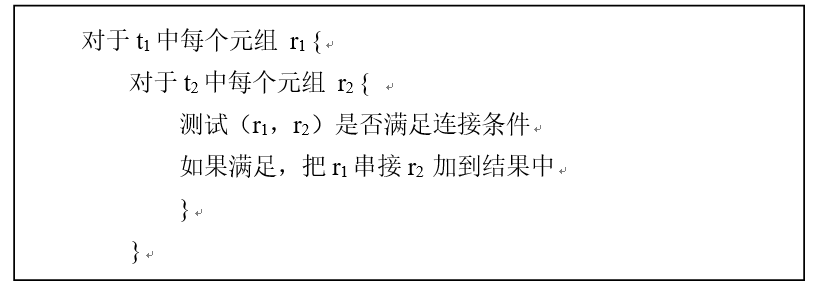 对于 t₁ 中每个元组 r₁ {
对于 t₂ 中每个元组 r₂ {
测试（r₁，r₂）是否满足连接条件
如果满足，把 r₁ 串接 r₂ 加到结果中
}
}